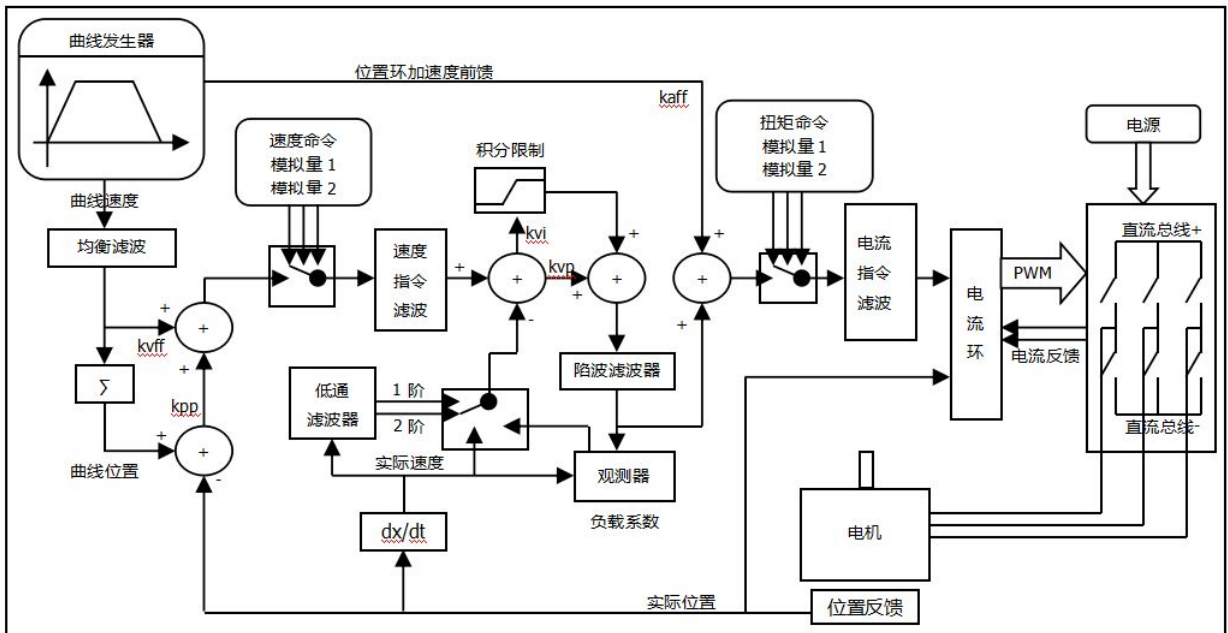 曲线发生器
位置环加速度前馈
kaff
速度命令
模拟量 1
模拟量 2
扭矩命令
模拟量 1
模拟量 2
电源
积分限制
曲线速度
均衡滤波
速度
指令
滤波
+
+
kvi
kvp
+
+
-
+
+
+
+
电流
指令
滤波
电
流
环
PWM
直流总线+
电流反馈
直流总线-
+
+
kvff
+
∑
kpp
+
+
-
曲线位置
低通
滤波器
1 阶
2 阶
陷波滤波器
实际速度
观测器
负载系数
dx/dt
电机
实际位置
位置反馈